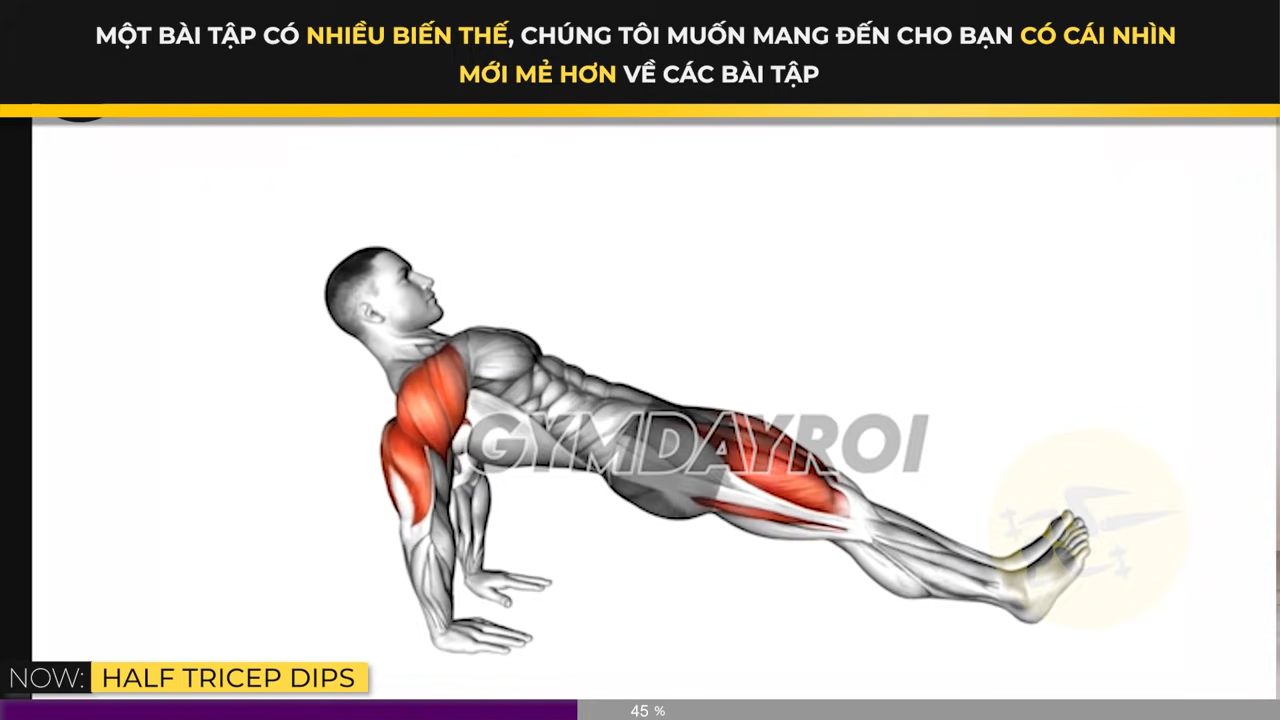 MỘT BÀI TẬP CÓ NHIỀU BIẾN THẾ, CHÚNG TÔI MUỐN MANG ĐẾN CHO BẠN CÓ CÁI NHÌN
MỚI MẺ HƠN VỀ CÁC BÀI TẬP
GYMDAYROI
NOW: HALF TRICEP DIPS
45 %